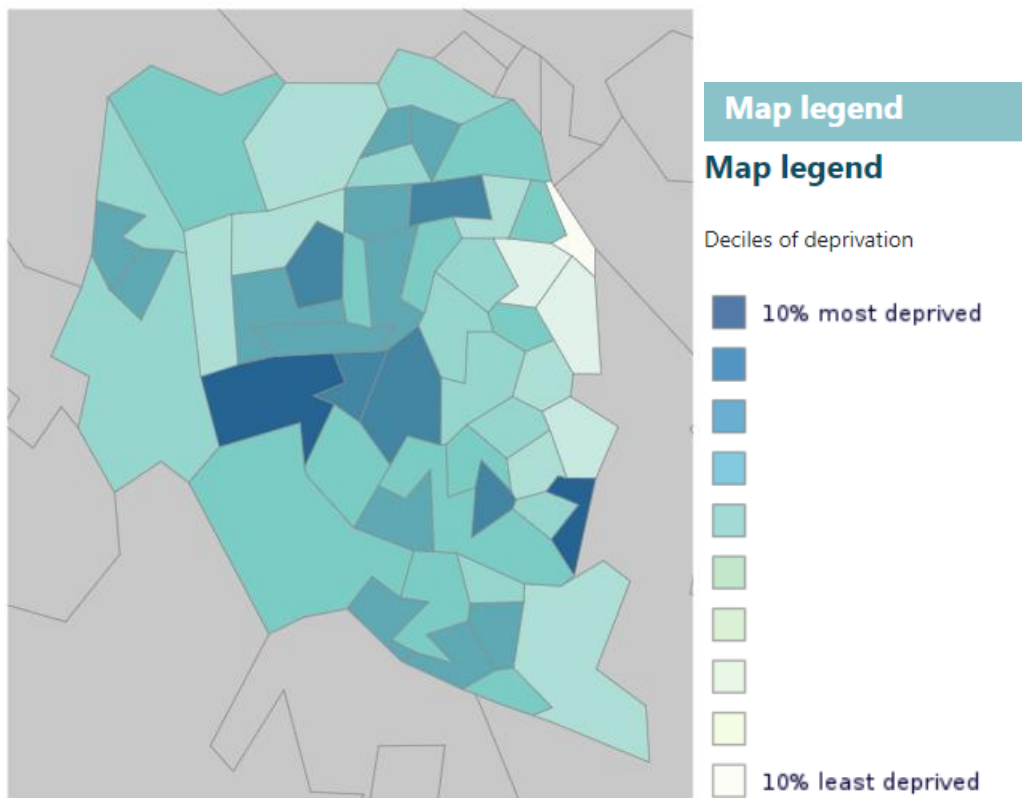 Map legend
Map legend
Deciles of deprivation
10% most deprived
10% least deprived